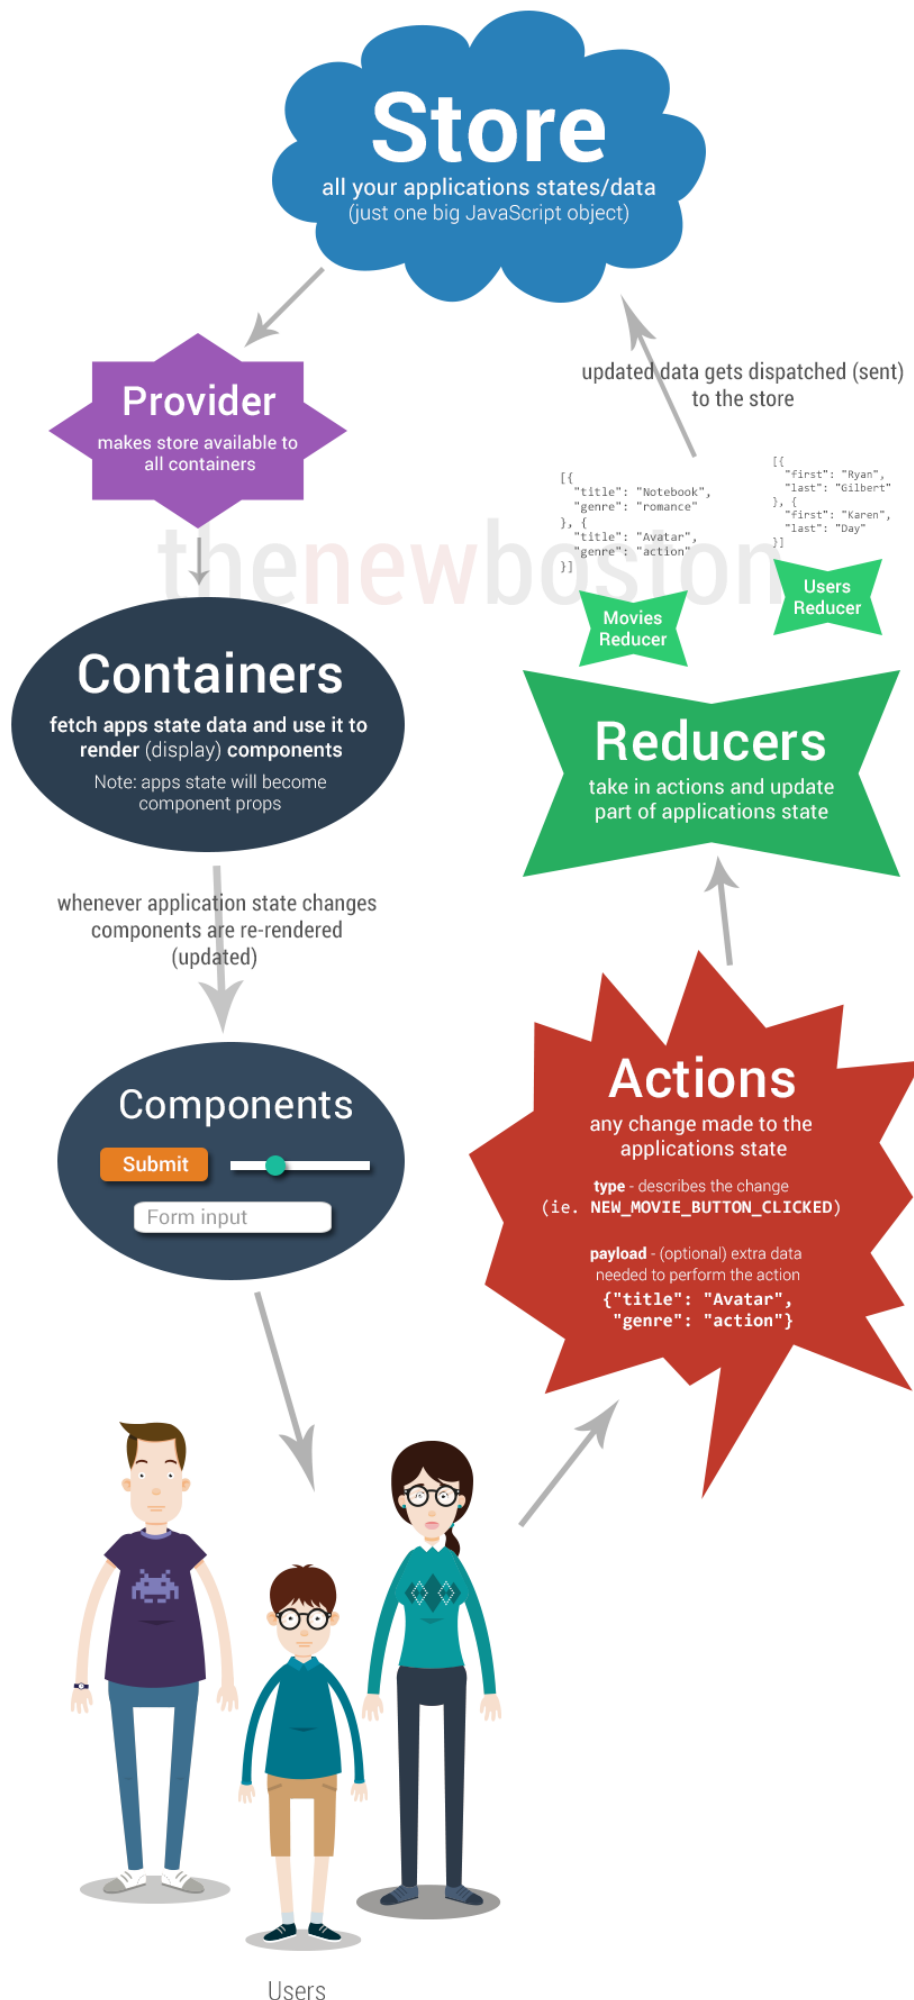 Store
all your applications states/data
(just one big JavaScript object)
Provider
makes store available to
all containers
updated data gets dispatched (sent)
to the store
[{
"title": "Notebook",
"genre": "romance"
}, {
"title": "Avatar",
"genre": "action"
}]
[{
"first": "Ryan",
"last": "Gilbert"
}, {
"first": "Karen",
"last": "Day"
}]
thenewboston
Movies
Reducer
Users
Reducer
Containers
fetch apps state data and use it to
render (display) components
Note: apps state will become
component props
Reducers
take in actions and update
part of applications state
whenever application state changes
components are re-rendered
(updated)
Components
Submit
Form input
Actions
any change made to the
applications state
type - describes the change
(ie. NEW_MOVIE_BUTTON_CLICKED)
payload - (optional) extra data
needed to perform the action
{"title": "Avatar",
"genre": "action"}
Users